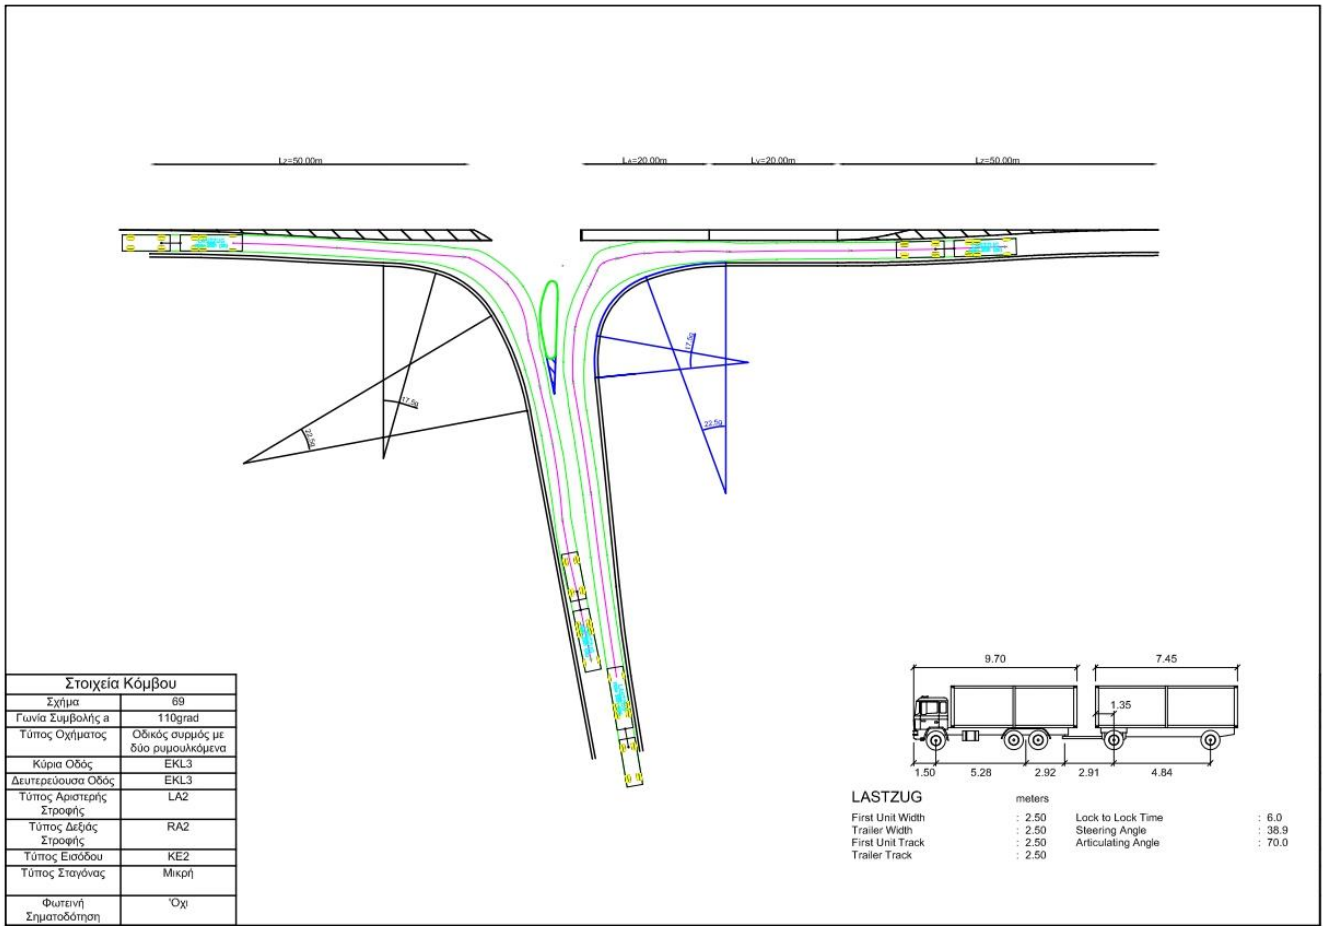 Lz=50.00m
LA=20.00m
Lv=20.00m
Lz=50.00m
17.5g
22.5g
17.5g
22.5g
Στοιχεία Κόμβου
Σχήμα 69
Γωνία Συμβολής a 110grad
Τύπος Οχήματος Οδικός συρμός με
δύο ρυμουλκόμενα
Κύρια Οδός EKL3
Δευτερεύουσα Οδός EKL3
Τύπος Αριστερής LA2
Στροφής
Τύπος Δεξιάς RA2
Στροφής
Τύπος Εισόδου KE2
Τύπος Σταγόνας Μικρή
Φωτεινή Όχι
Σηματοδότηση
9.70 7.45
1.35
1.50 5.28 2.92 2.91 4.84
LASTZUG meters
First Unit Width : 2.50 Lock to Lock Time : 6.0
Trailer Width : 2.50 Steering Angle : 38.9
First Unit Track : 2.50 Articulating Angle : 70.0
Trailer Track : 2.50